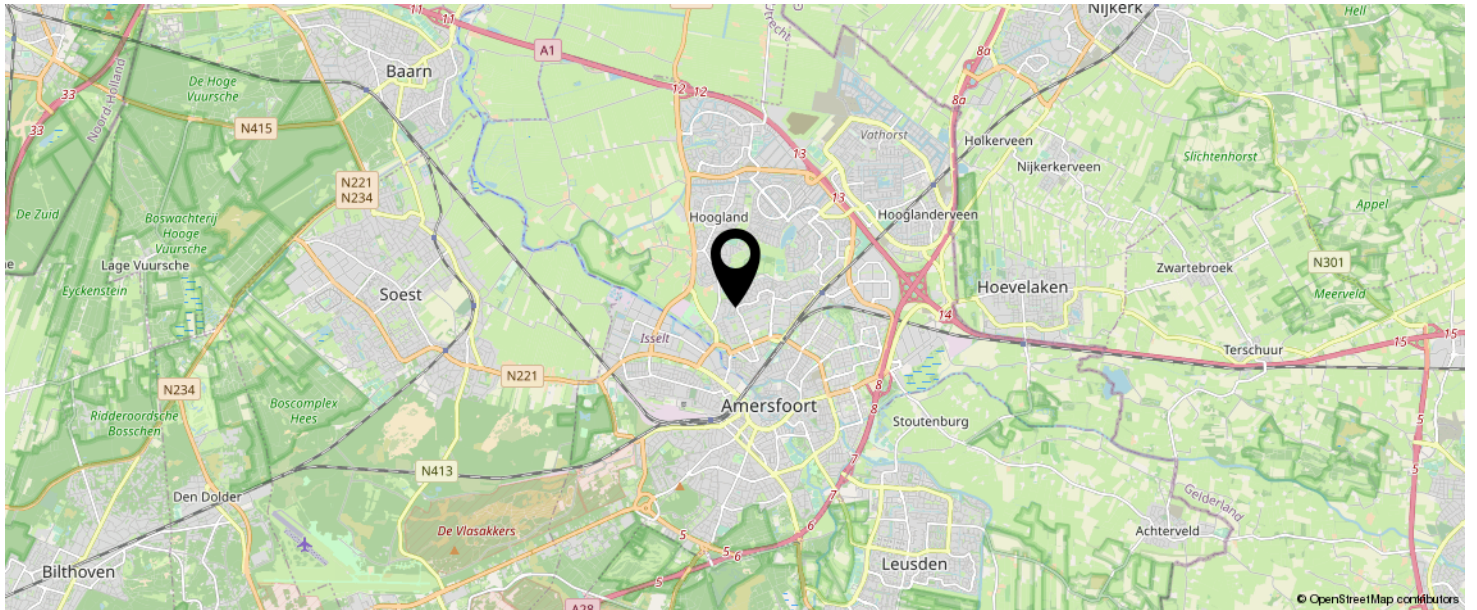 11
11
Utrecht
Nijkerk
Hell
A1
8a
Baarn
De Hoge
Vuursche
33
Noord-Holland
12
12
8a
33
N415
Vathorst
Holkerveen
13
Slichtenhorst
Nijkerkerveen
N221
N234
13
De Zuid
Boswachterij
Hooge
Vuursche
Hoogland
Hooglanderveen
Appel
Lage Vuursche
Zwartebroek
N301
Eyckenstein
Soest
Hoevelaken
Meerveld
14
Isselt
15
15
Terschuur
N221
N234
8
Boscomplex
Hees
Amersfoort
8
Ridderoordsche
Bosschen
Stoutenburg
7
N413
5
Den Dolder
7
Gelderland
De Vlasakkers
6
5
Achterveld
5
6
Bilthoven
Leusden
5
5
A28
© OpenStreetMap contributors